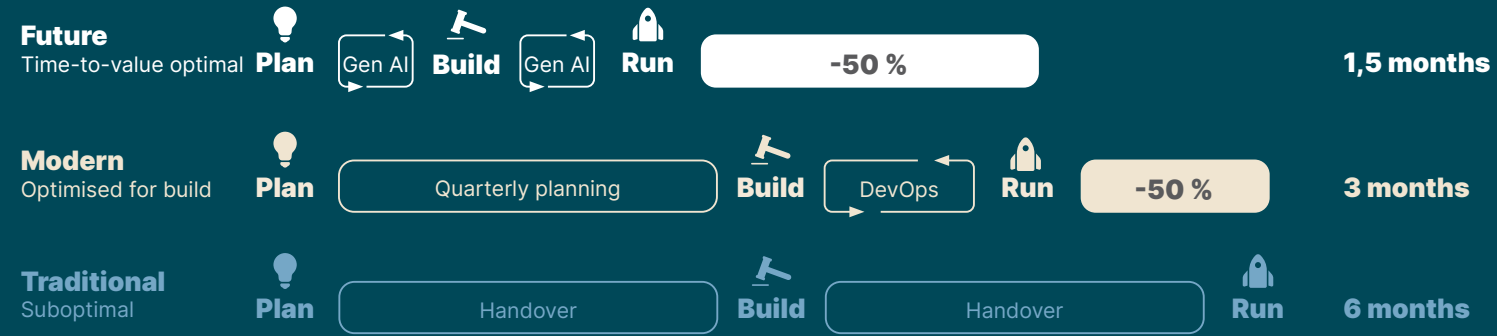 Future
Time-to-value optimal
Plan
Gen AI
Build
Gen AI
Run
-50 %
1,5 months
Modern
Optimised for build
Plan
Quarterly planning
Build
DevOps
Run
-50 %
3 months
Traditional
Suboptimal
Plan
Handover
Build
Handover
Run
6 months